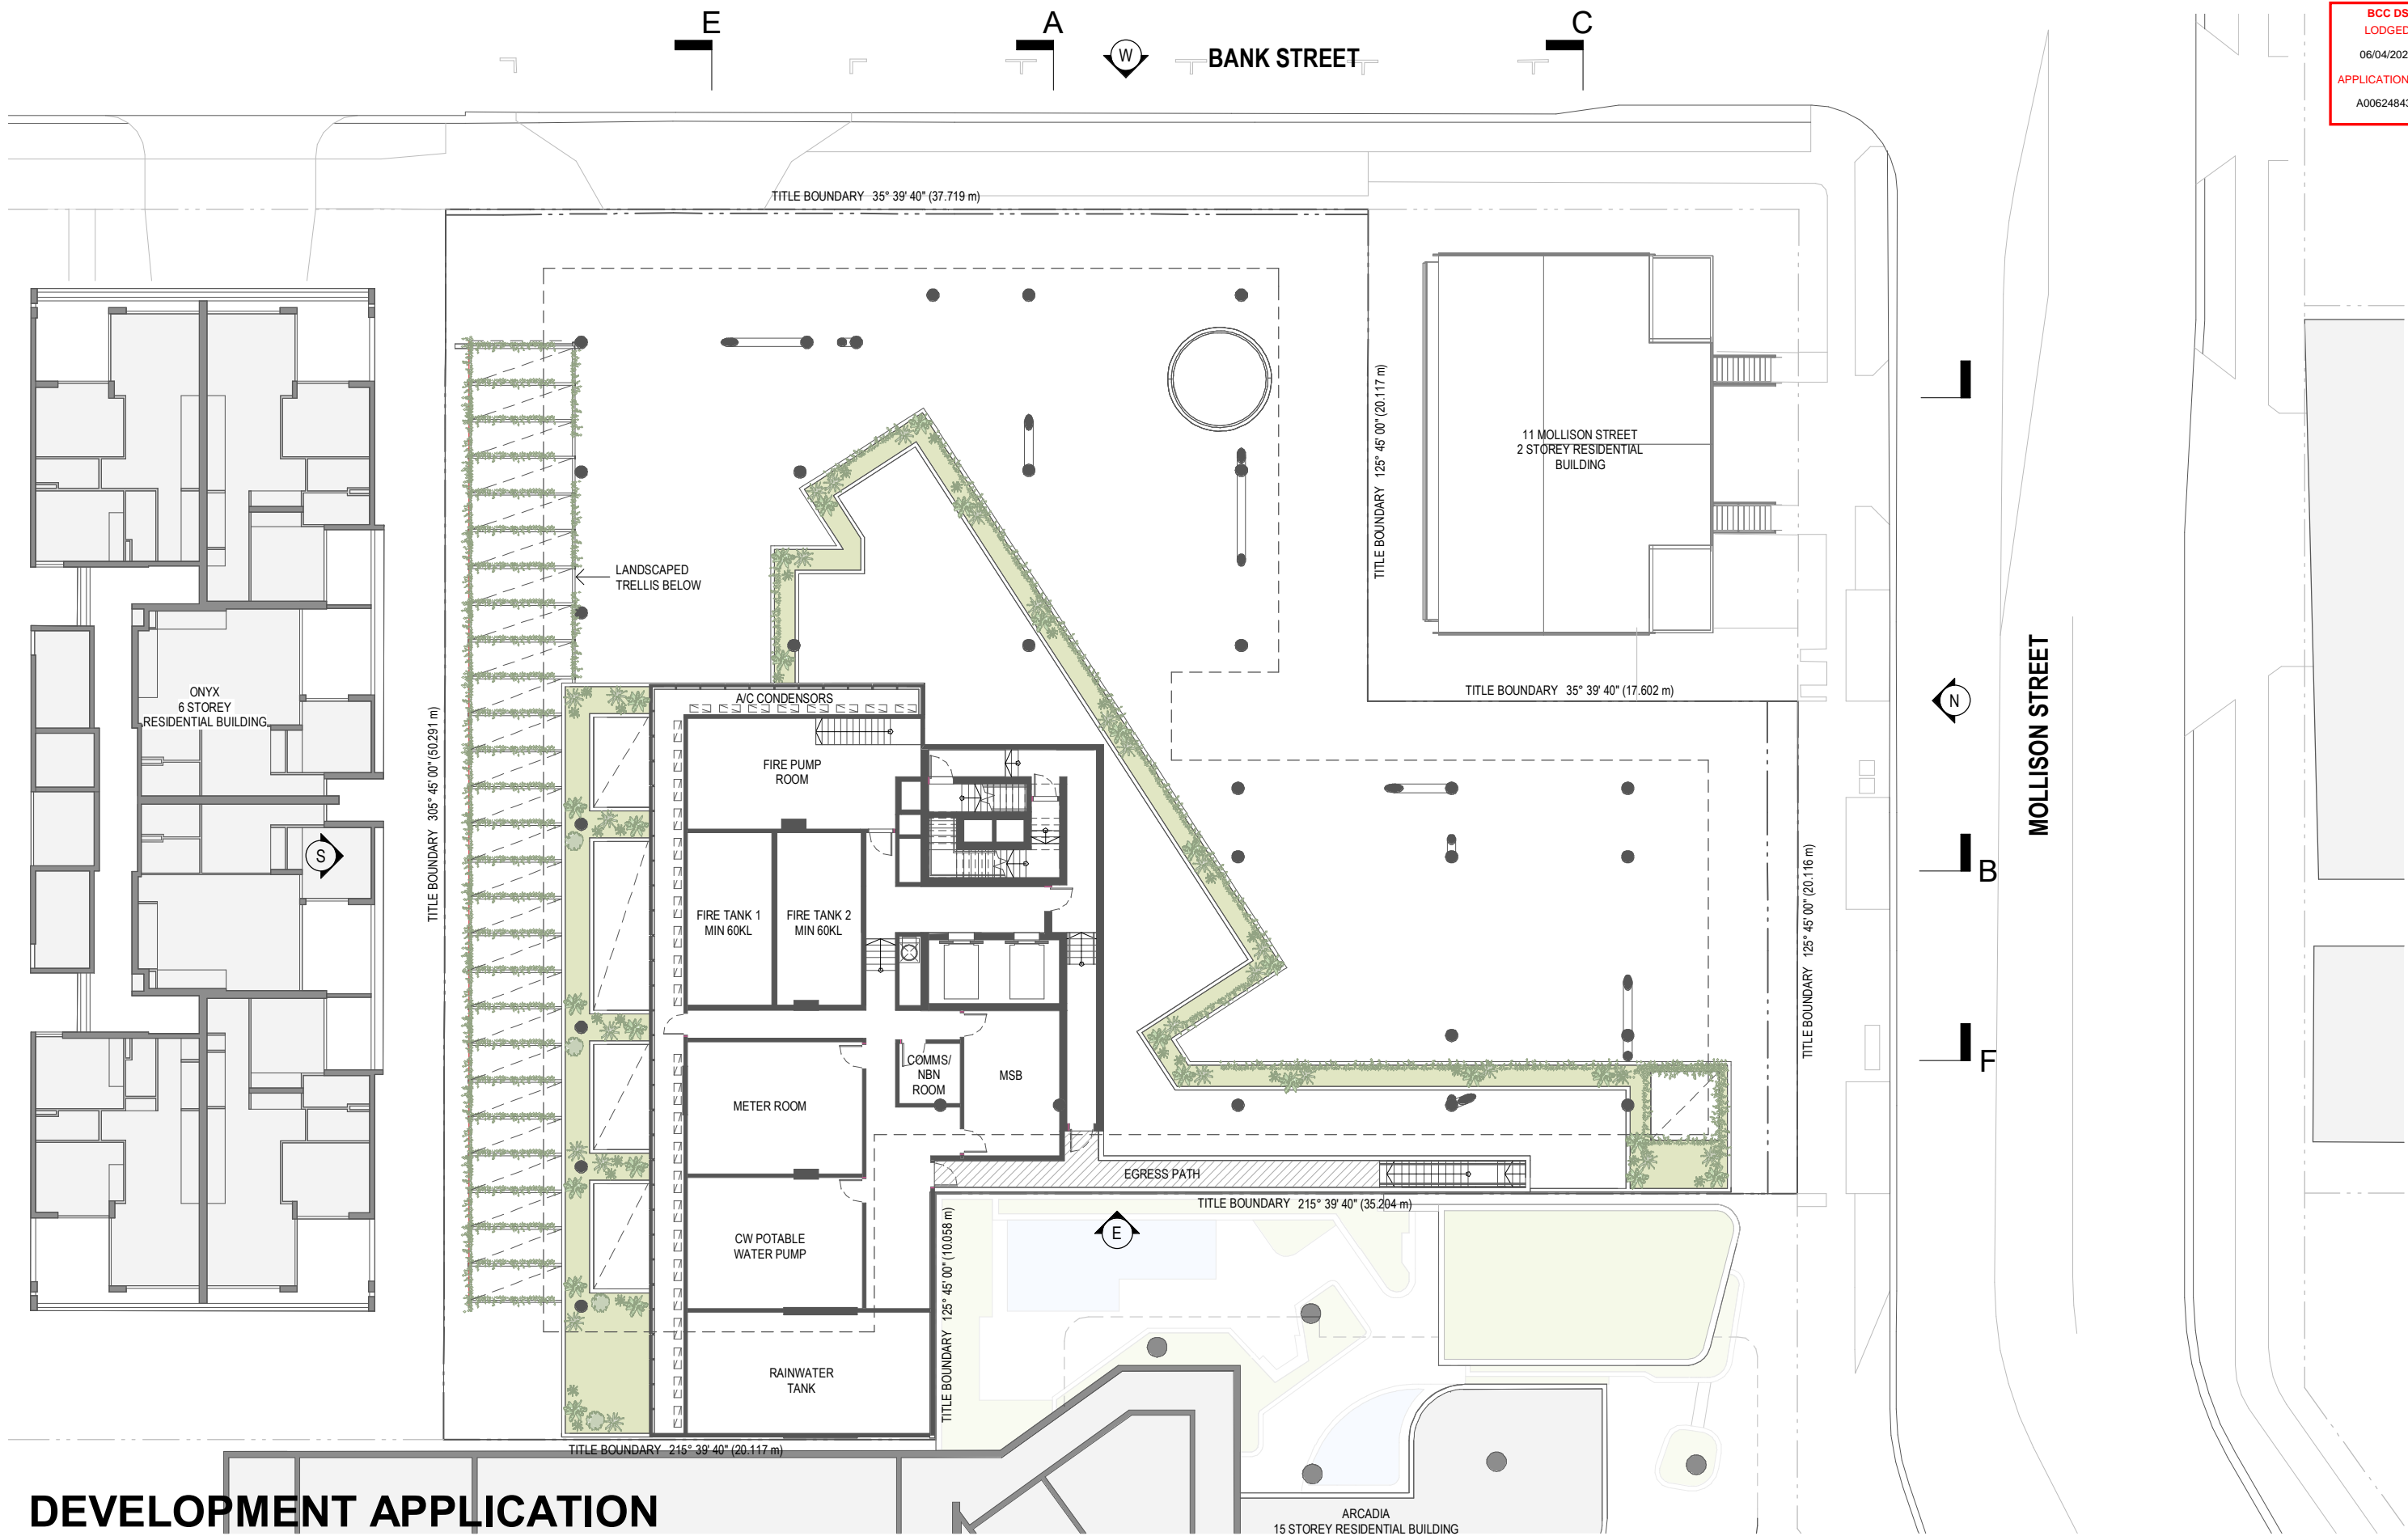 E
A
C
W
BANK STREET
BCC DS
LODGED
06/04/202
APPLICATION
A00624843
TITLE BOUNDARY 35° 39' 40" (37.719 m)
TITLE BOUNDARY 125° 45' 00" (20.117 m)
11 MOLLISON STREET
2 STOREY RESIDENTIAL
BUILDING
LANDSCAPED
TRELLIS BELOW
ONYX
6 STOREY
RESIDENTIAL BUILDING
TITLE BOUNDARY 305° 45' 00" (50.291 m)
A/C CONDENSORS
TITLE BOUNDARY 35° 39' 40" (17.602 m)
N
MOLLISON STREET
FIRE PUMP
ROOM
S
B
FIRE TANK 1
MIN 60KL
FIRE TANK 2
MIN 60KL
TITLE BOUNDARY 125° 45' 00" (20.116 m)
F
COMMS/
NBN
ROOM
MSB
METER ROOM
EGRESS PATH
TITLE BOUNDARY 215° 39' 40" (35.204 m)
E
CW POTABLE
WATER PUMP
TITLE BOUNDARY 125° 45' 00" (10.058 m)
RAINWATER
TANK
TITLE BOUNDARY 215° 39' 40" (20.117 m)
DEVELOPMENT APPLICATION
ARCADIA
15 STOREY RESIDENTIAL BUILDING